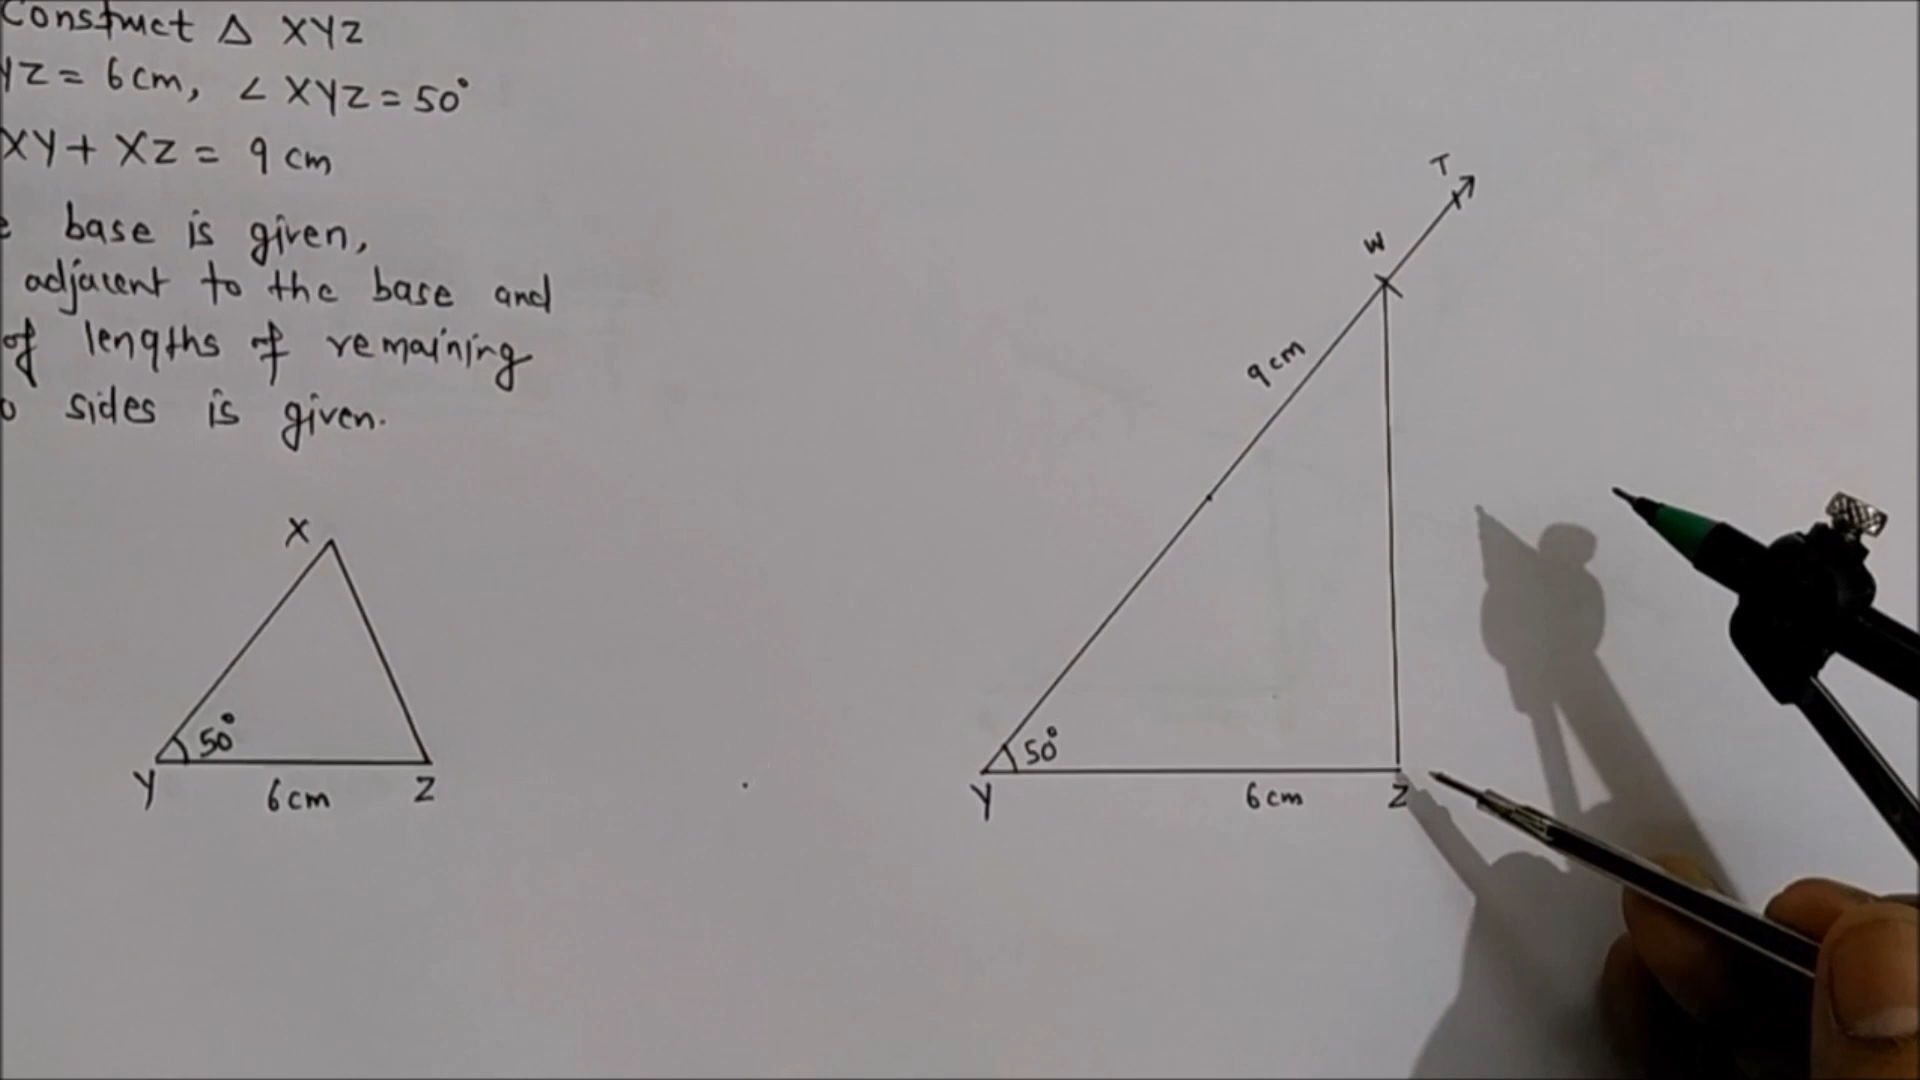 Construct △ XYZ
YZ = 6cm, ∠ XYZ = 50°
XY + XZ = 9 cm
base is given,
adjacent to the base and
of lengths of remaining
sides is given.
X
50°
Y
6cm
Z
T
W
9cm
50°
Y
6cm
Z